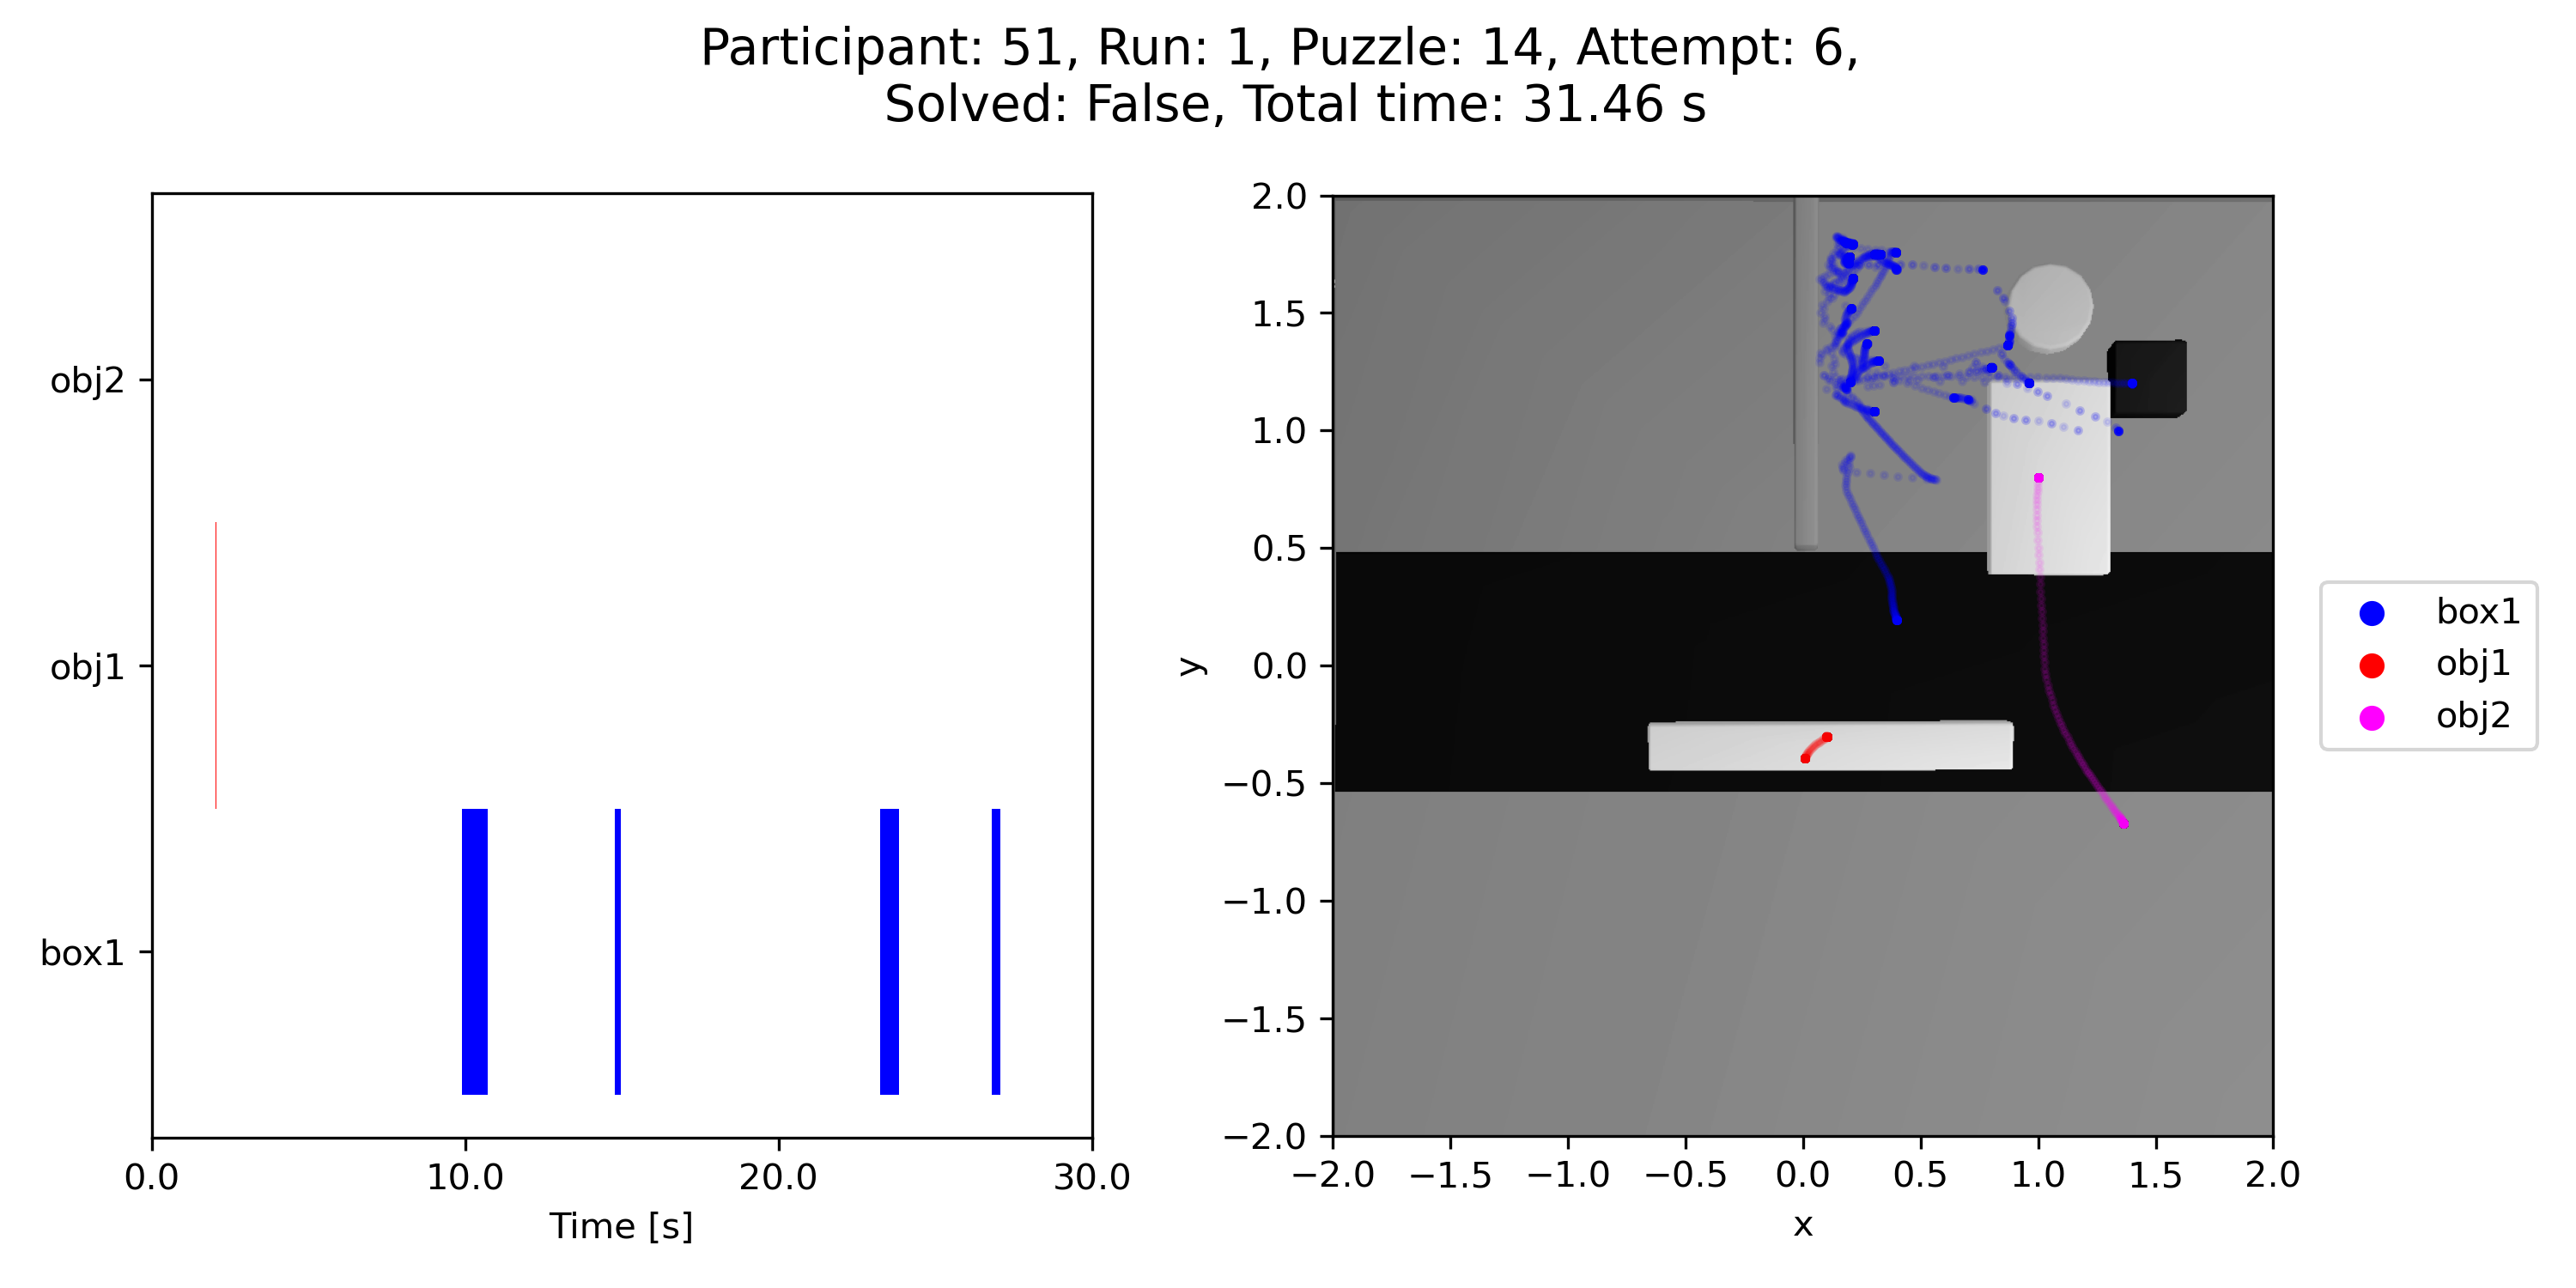 Participant: 51, Run: 1, Puzzle: 14, Attempt: 6,
Solved: False, Total time: 31.46 s
obj2
obj1
box1
0.0 10.0 20.0 30.0
Time [s]
2.0
1.5
1.0
0.5
0.0
−0.5
−1.0
−1.5
−2.0
y
−2.0 −1.5 −1.0 −0.5 0.0 0.5 1.0 1.5 2.0
x
box1
obj1
obj2